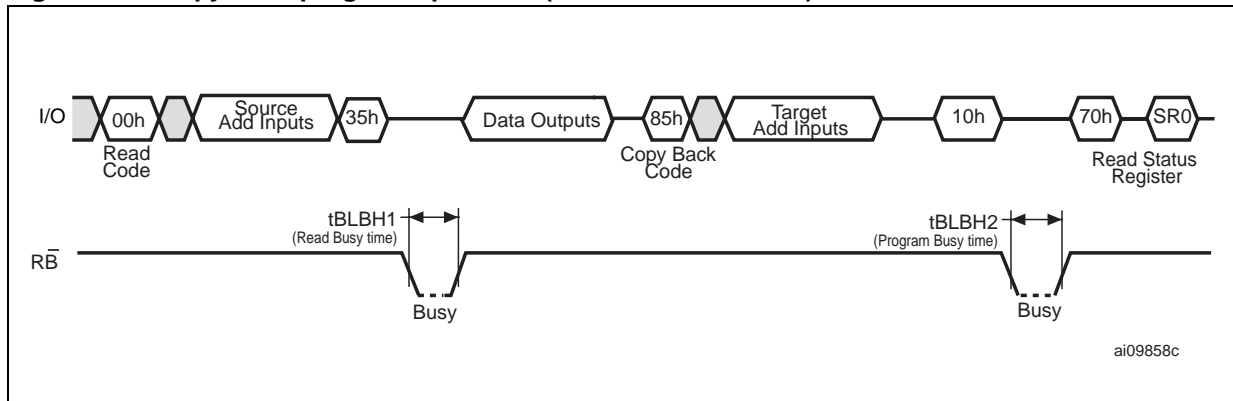 I/O
00h
Source
Add Inputs
35h
Data Outputs
85h
Target
Add Inputs
10h
70h
SR0
Read
Code
Copy Back
Code
Read Status
Register
tBLBH1
(Read Busy time)
tBLBH2
(Program Busy time)
RB̅
Busy
Busy
ai09858c